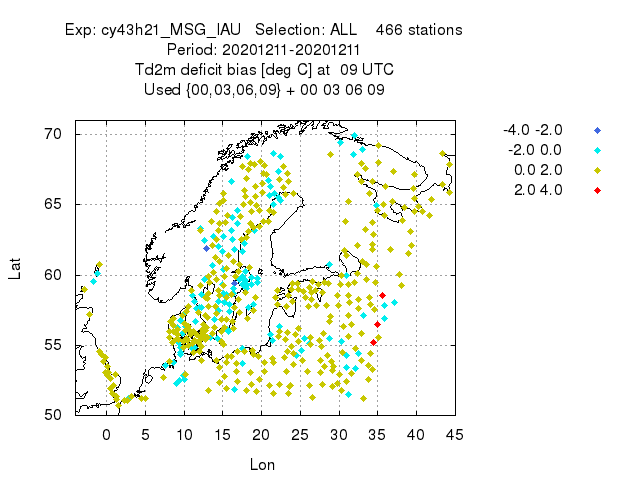 Exp: cy43h21_MSG_IAU   Selection: ALL    466 stations
Period: 20201211-20201211
Td2m deficit bias [deg C] at  09 UTC
Used {00,03,06,09} + 00 03 06 09
-4.0 -2.0
-2.0 0.0
0.0 2.0
2.0 4.0
70
65
60
55
50
Lat
0 5 10 15 20 25 30 35 40 45
Lon